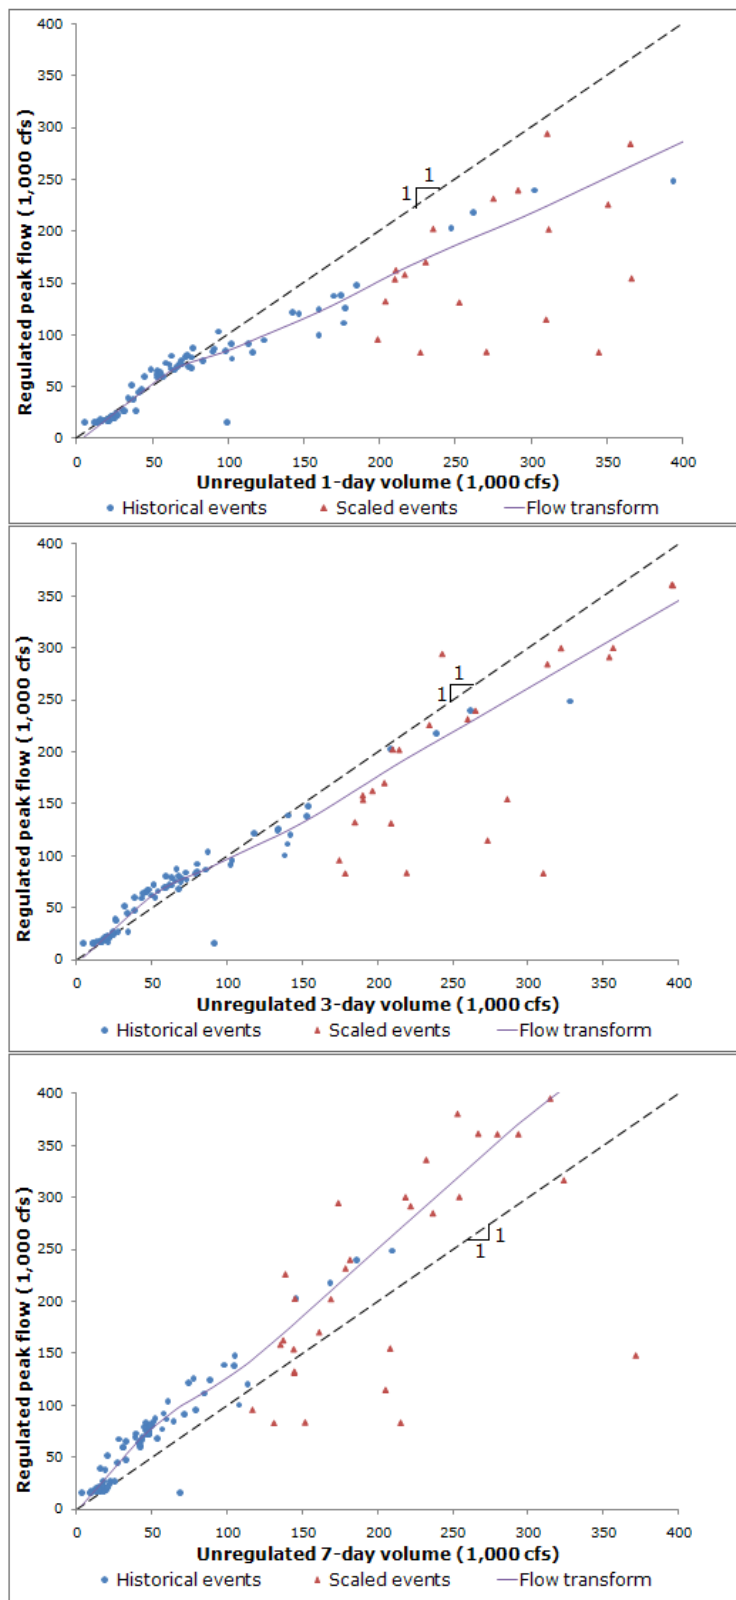 400
350
300
250
200
150
100
50
0
Regulated peak flow (1,000 cfs)
1
1
0 50 100 150 200 250 300 350 400
Unregulated 1-day volume (1,000 cfs)
Historical events Scaled events Flow transform
400
350
300
250
200
150
100
50
0
Regulated peak flow (1,000 cfs)
1
1
0 50 100 150 200 250 300 350 400
Unregulated 3-day volume (1,000 cfs)
Historical events Scaled events Flow transform
400
350
300
250
200
150
100
50
0
Regulated peak flow (1,000 cfs)
1
1
0 50 100 150 200 250 300 350 400
Unregulated 7-day volume (1,000 cfs)
Historical events Scaled events Flow transform